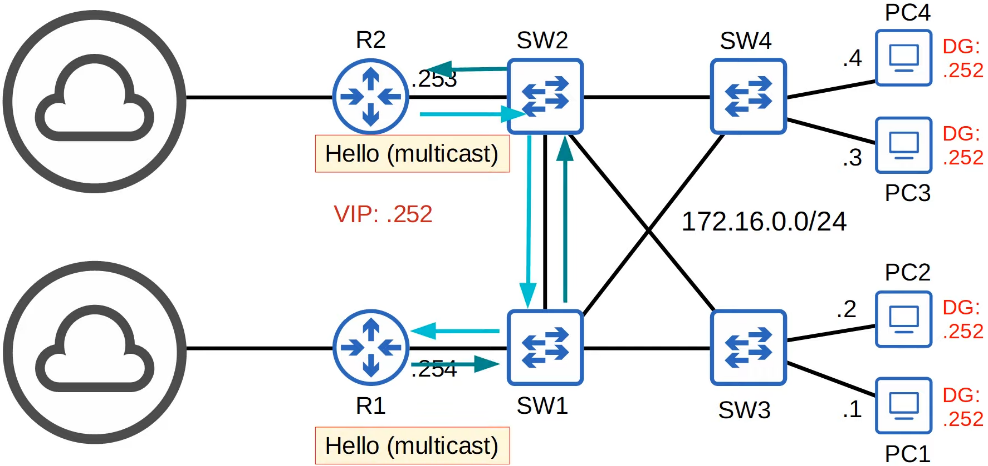 PC4
R2
SW2
SW4
DG:
.252
.4
.253
Hello (multicast)
DG:
.252
.3
PC3
VIP: .252
172.16.0.0/24
PC2
.2
DG:
.252
.254
R1
SW1
SW3
.1
DG:
.252
Hello (multicast)
PC1